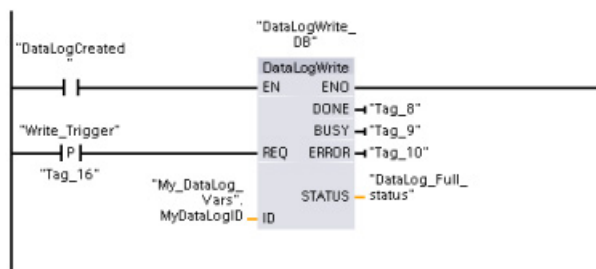 "DataLogWrite_
DB"
"DataLogCreated
"
DataLogWrite
EN ENO
DONE "Tag_8"
"Write_Trigger"
BUSY "Tag_9"
P
REQ ERROR "Tag_10"
"Tag_16"
"My_DataLog_
Vars".
MyDataLogID
ID
STATUS
"DataLog_Full_
status"